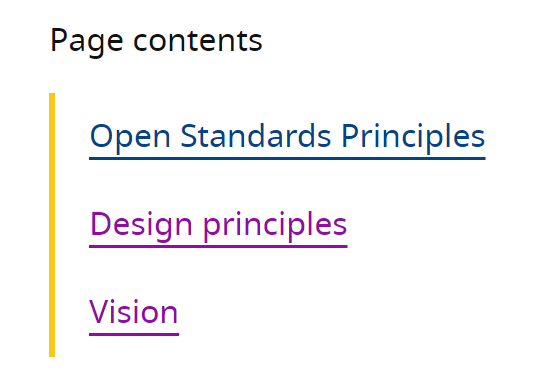 Page contents
Open Standards Principles
Design principles
Vision